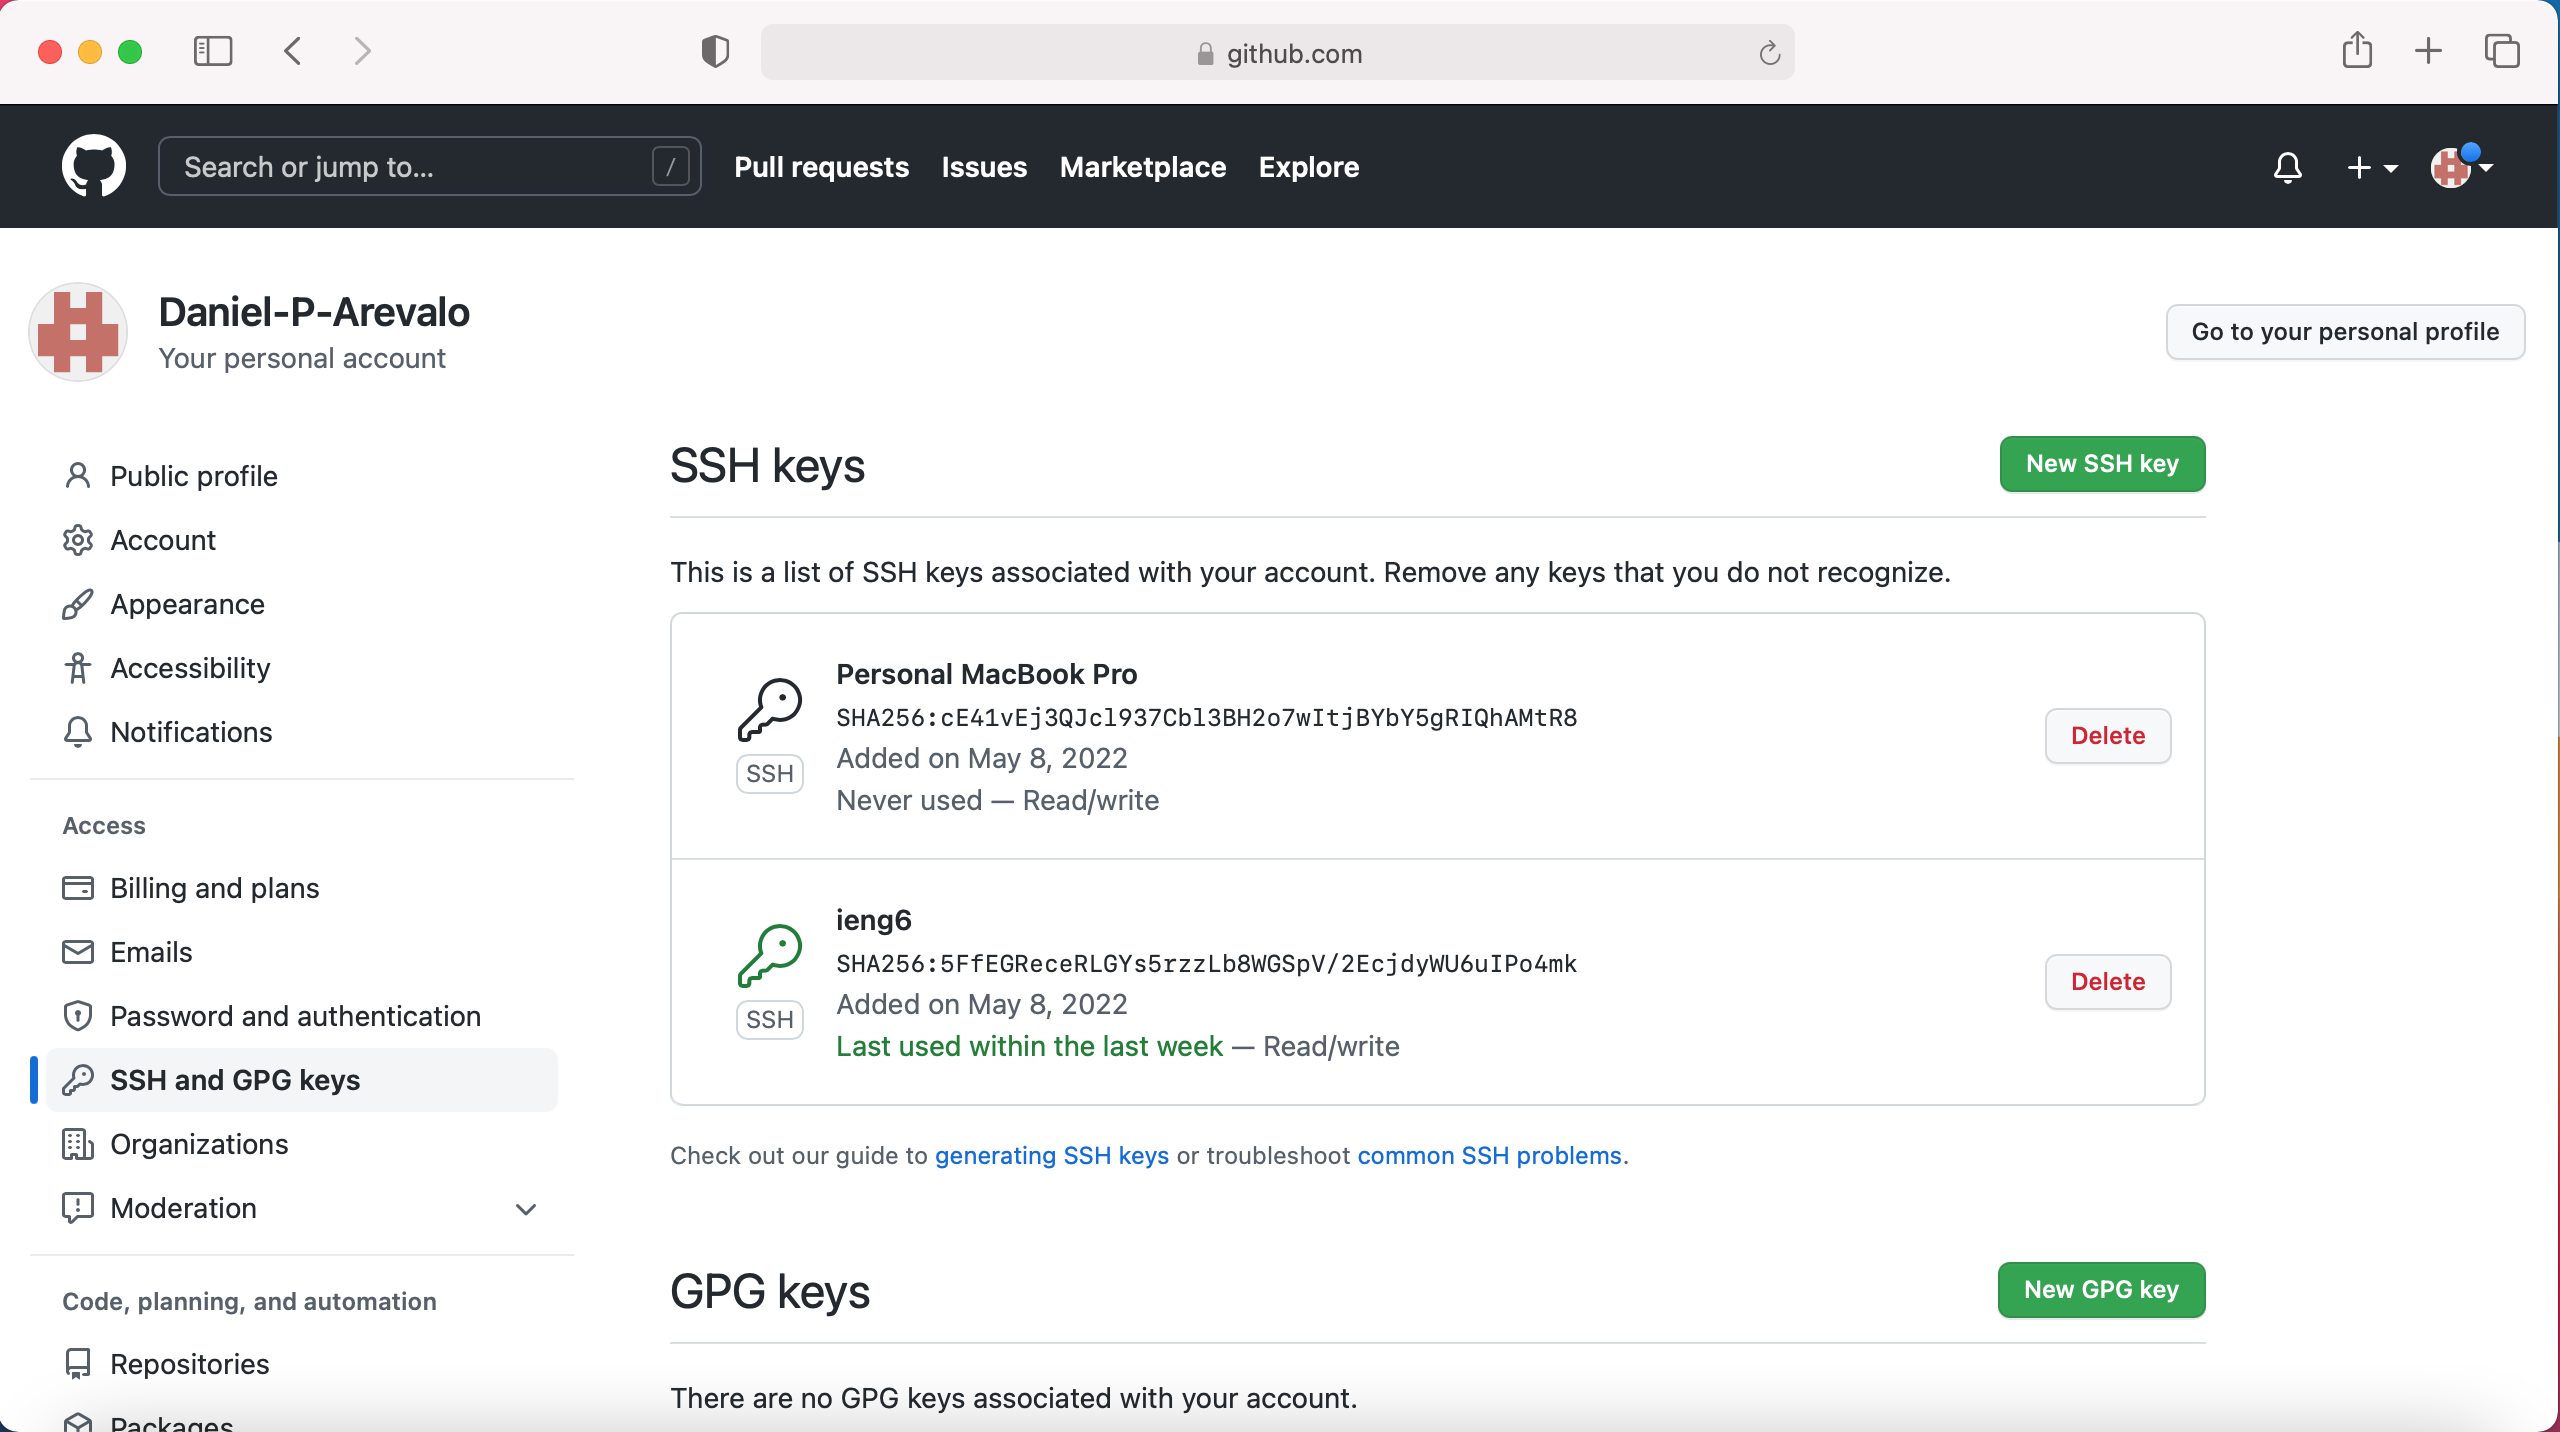 github.com
Search or jump to...
/
Pull requests
Issues
Marketplace
Explore
Daniel-P-Arevalo
Your personal account
Go to your personal profile
Public profile
Account
Appearance
Accessibility
Notifications
Access
Billing and plans
Emails
Password and authentication
SSH and GPG keys
Organizations
Moderation
Code, planning, and automation
Repositories
Packages
SSH keys
New SSH key
This is a list of SSH keys associated with your account. Remove any keys that you do not recognize.
Personal MacBook Pro
SHA256:cE41vEj3QJcl937Cbl3BH2o7wItjBYbY5gRIQhAMtR8
Added on May 8, 2022
Never used — Read/write
SSH
Delete
ieng6
SHA256:5FfEGReceRLGYs5rzzLb8WGSpV/2EcjdyWU6uIPo4mk
Added on May 8, 2022
Last used within the last week — Read/write
SSH
Delete
Check out our guide to generating SSH keys or troubleshoot common SSH problems.
GPG keys
New GPG key
There are no GPG keys associated with your account.